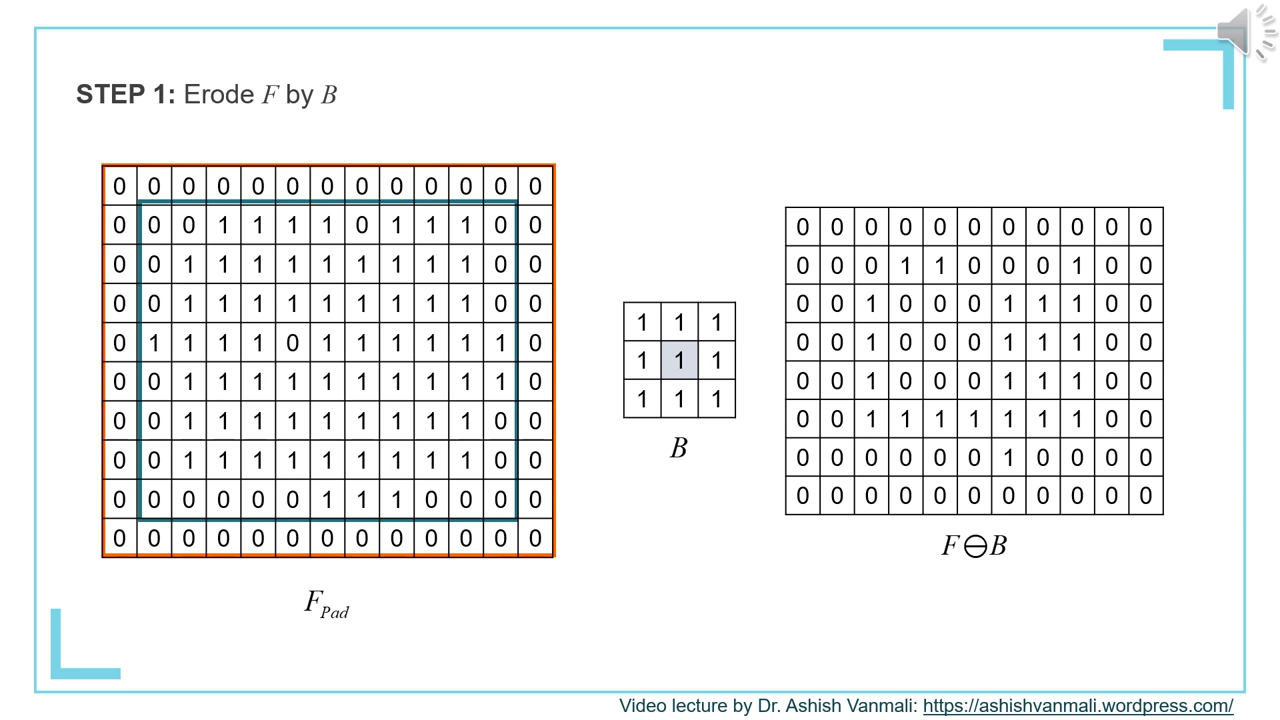 STEP 1: Erode F by B
0 0 0 0 0 0 0 0 0 0 0 0 0
0 0 0 1 1 1 1 0 1 1 1 0 0
0 0 1 1 1 1 1 1 1 1 1 0 0
0 0 1 1 1 1 1 1 1 1 1 0 0
0 1 1 1 1 0 1 1 1 1 1 1 0
0 0 1 1 1 1 1 1 1 1 1 1 0
0 0 1 1 1 1 1 1 1 1 1 0 0
0 0 1 1 1 1 1 1 1 1 1 0 0
0 0 0 0 0 0 1 1 1 0 0 0 0
0 0 0 0 0 0 0 0 0 0 0 0 0
F_Pad
1 1 1
1 1 1
1 1 1
B
0 0 0 0 0 0 0 0 0 0 0
0 0 0 1 1 0 0 0 1 0 0
0 0 1 0 0 0 1 1 1 0 0
0 0 1 0 0 0 1 1 1 0 0
0 0 1 0 0 0 1 1 1 0 0
0 0 1 1 1 1 1 1 1 0 0
0 0 0 0 0 0 1 0 0 0 0
0 0 0 0 0 0 0 0 0 0 0
F⊖B
Video lecture by Dr. Ashish Vanmali: https://ashishvanmali.wordpress.com/